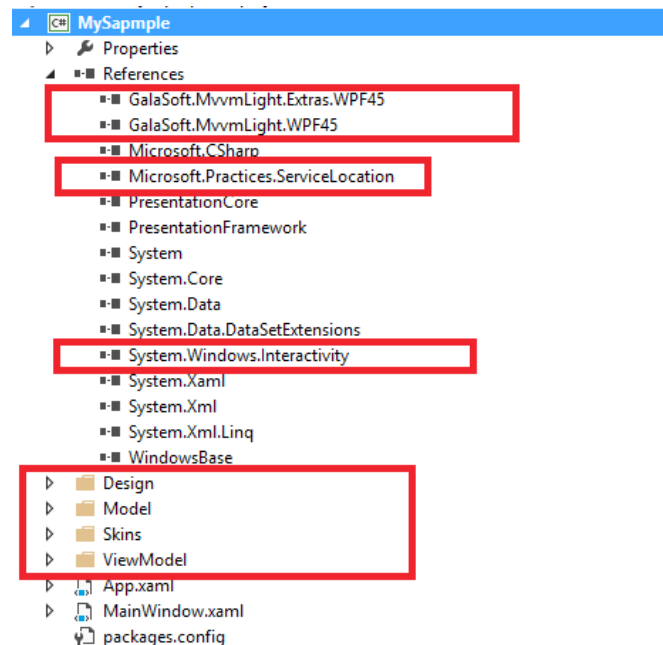 C# MySapmple
Properties
References
GalaSoft.MvvmLight.Extras.WPF45
GalaSoft.MvvmLight.WPF45
Microsoft.CSharp
Microsoft.Practices.ServiceLocation
PresentationCore
PresentationFramework
System
System.Core
System.Data
System.Data.DataSetExtensions
System.Windows.Interactivity
System.Xaml
System.Xml
System.Xml.Linq
WindowsBase
Design
Model
Skins
ViewModel
App.xaml
MainWindow.xaml
packages.config